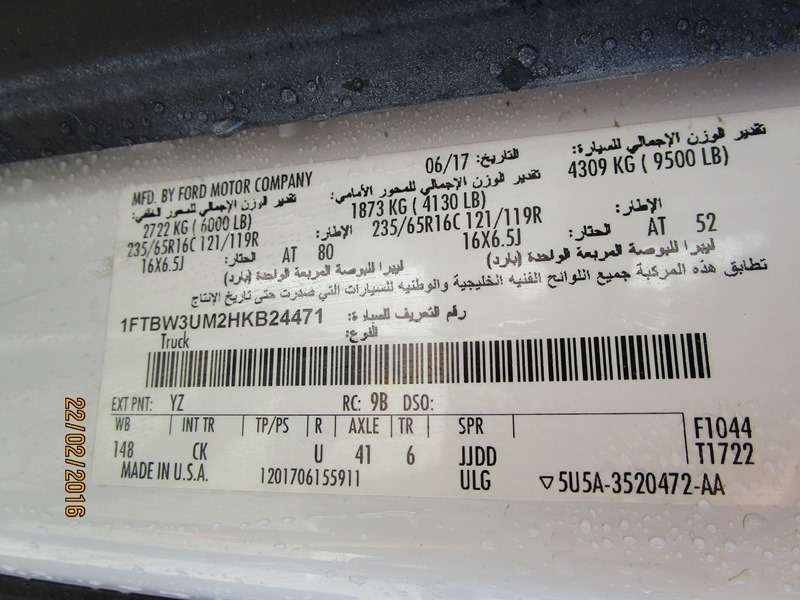 MFD. BY FORD MOTOR COMPANY
06/17 التاريخ:
تقدير الوزن الإجمالي للسيارة:
4309 KG ( 9500 LB)
تقدير الوزن الإجمالي للمحور الخلفي:
2722 KG ( 6000 LB)
تقدير الوزن الإجمالي للمحور الأمامي:
1873 KG ( 4130 LB)
235/65R16C 121/119R الإطار:
235/65R16C 121/119R الإطار:
16X6.5J الحتار: AT 80
16X6.5J الحتار: AT 52
ليبرا للبوصة المربعة الواحدة (بارد)
ليبرا للبوصة المربعة الواحدة (بارد)
تطابق هذه المركبة جميع اللوائح الفنيه الخليجية والوطنيه للسيارات التي صدرت حتى تاريخ الإنتاج
1FTBW3UM2HKB24471 رقم التعريف للسيارة:
Truck النوع:
EXT PNT: YZ RC: 9B DSO:
WB INT TR TP/PS R AXLE TR SPR F1044
148 CK U 41 6 JJDD T1722
MADE IN U.S.A. 1201706155911 ULG ▽5U5A-3520472-AA
22/02/2016